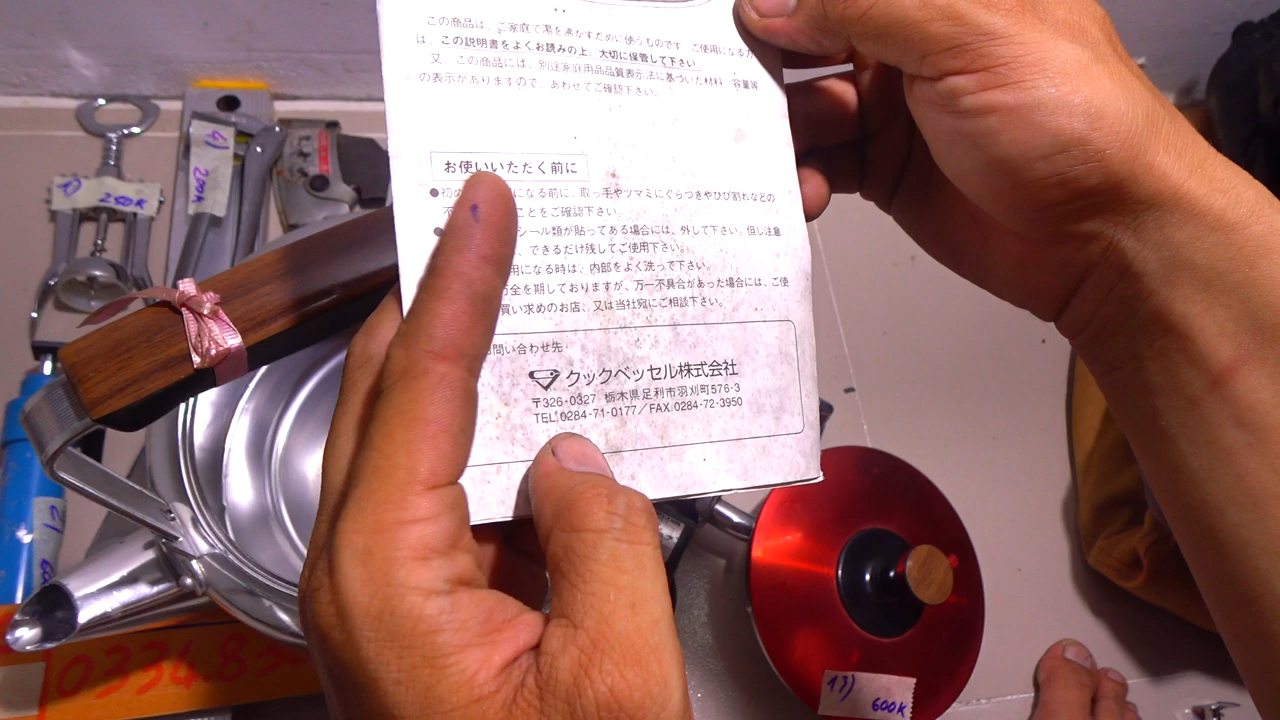 この商品は、ご家庭で湯を沸かすために使うものです。ご使用になる方
は、この説明書をよくお読みの上、大切に保管して下さい。
又、この商品には、別途家庭用品品質表示法に基づいた材料、容量等
の表示がありますので、あわせてご確認下さい。
お使いいただく前に
●初め になる前に、取っ手やツマミにぐらつきやひび割れなどの
不 ことをご確認下さい。
● シール類が貼ってある場合には、外して下さい。但し注意
、できるだけ残してご使用下さい。
用になる時は、内部をよく洗って下さい。
万全を期しておりますが、万一不具合があった場合には、ご使
買い求めのお店、又は当社宛にご相談下さい。
お問い合わせ先
クックベッセル株式会社
〒326-0327 栃木県足利市羽刈町576-3
TEL.0284-71-0177/FAX.0284-72-3950
4)
200K
250K
2)
0334.83
13)
600K